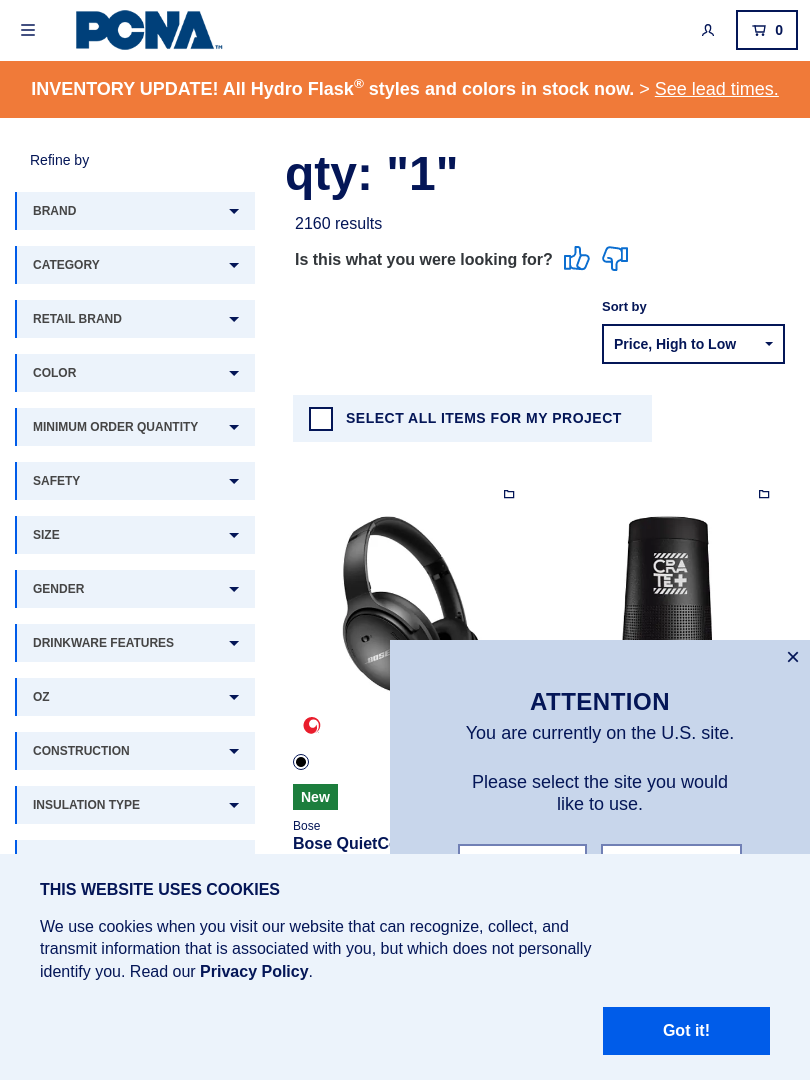 PCNA™
0
INVENTORY UPDATE! All Hydro Flask® styles and colors in stock now. > See lead times.
Refine by
BRAND
CATEGORY
RETAIL BRAND
COLOR
MINIMUM ORDER QUANTITY
SAFETY
SIZE
GENDER
DRINKWARE FEATURES
OZ
CONSTRUCTION
INSULATION TYPE
qty: "1"
2160 results
Is this what you were looking for?
Sort by
Price, High to Low
SELECT ALL ITEMS FOR MY PROJECT
BOSE
CRATE+
New
Bose
Bose QuietC
ATTENTION
You are currently on the U.S. site.
Please select the site you would
like to use.
THIS WEBSITE USES COOKIES
We use cookies when you visit our website that can recognize, collect, and
transmit information that is associated with you, but which does not personally
identify you. Read our Privacy Policy.
Got it!